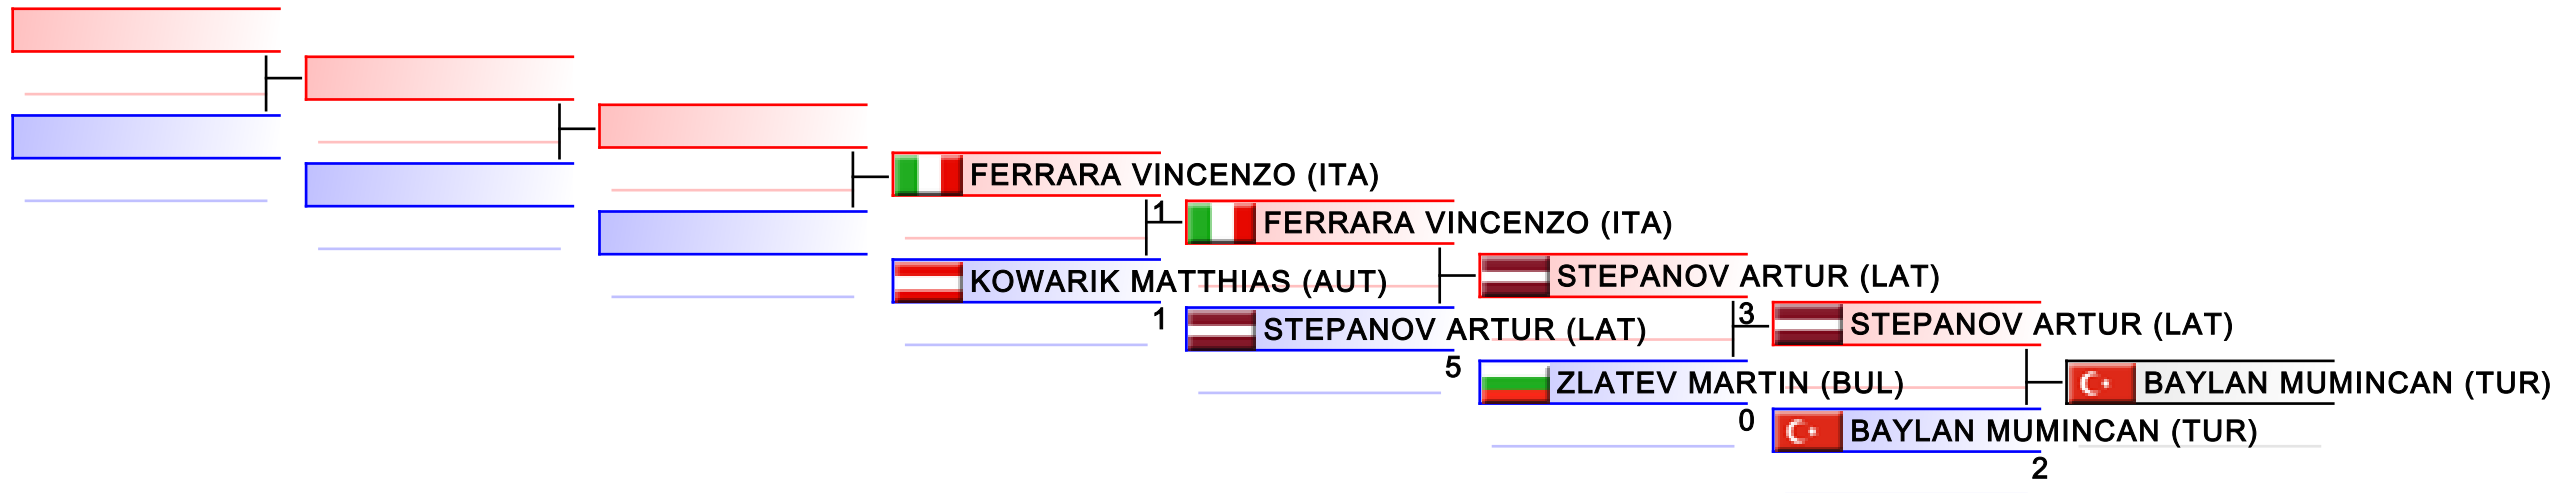 FERRARA VINCENZO (ITA)
1
FERRARA VINCENZO (ITA)
KOWARIK MATTHIAS (AUT)
1
STEPANOV ARTUR (LAT)
STEPANOV ARTUR (LAT)
5
3
STEPANOV ARTUR (LAT)
ZLATEV MARTIN (BUL)
0
BAYLAN MUMINCAN (TUR)
BAYLAN MUMINCAN (TUR)
2